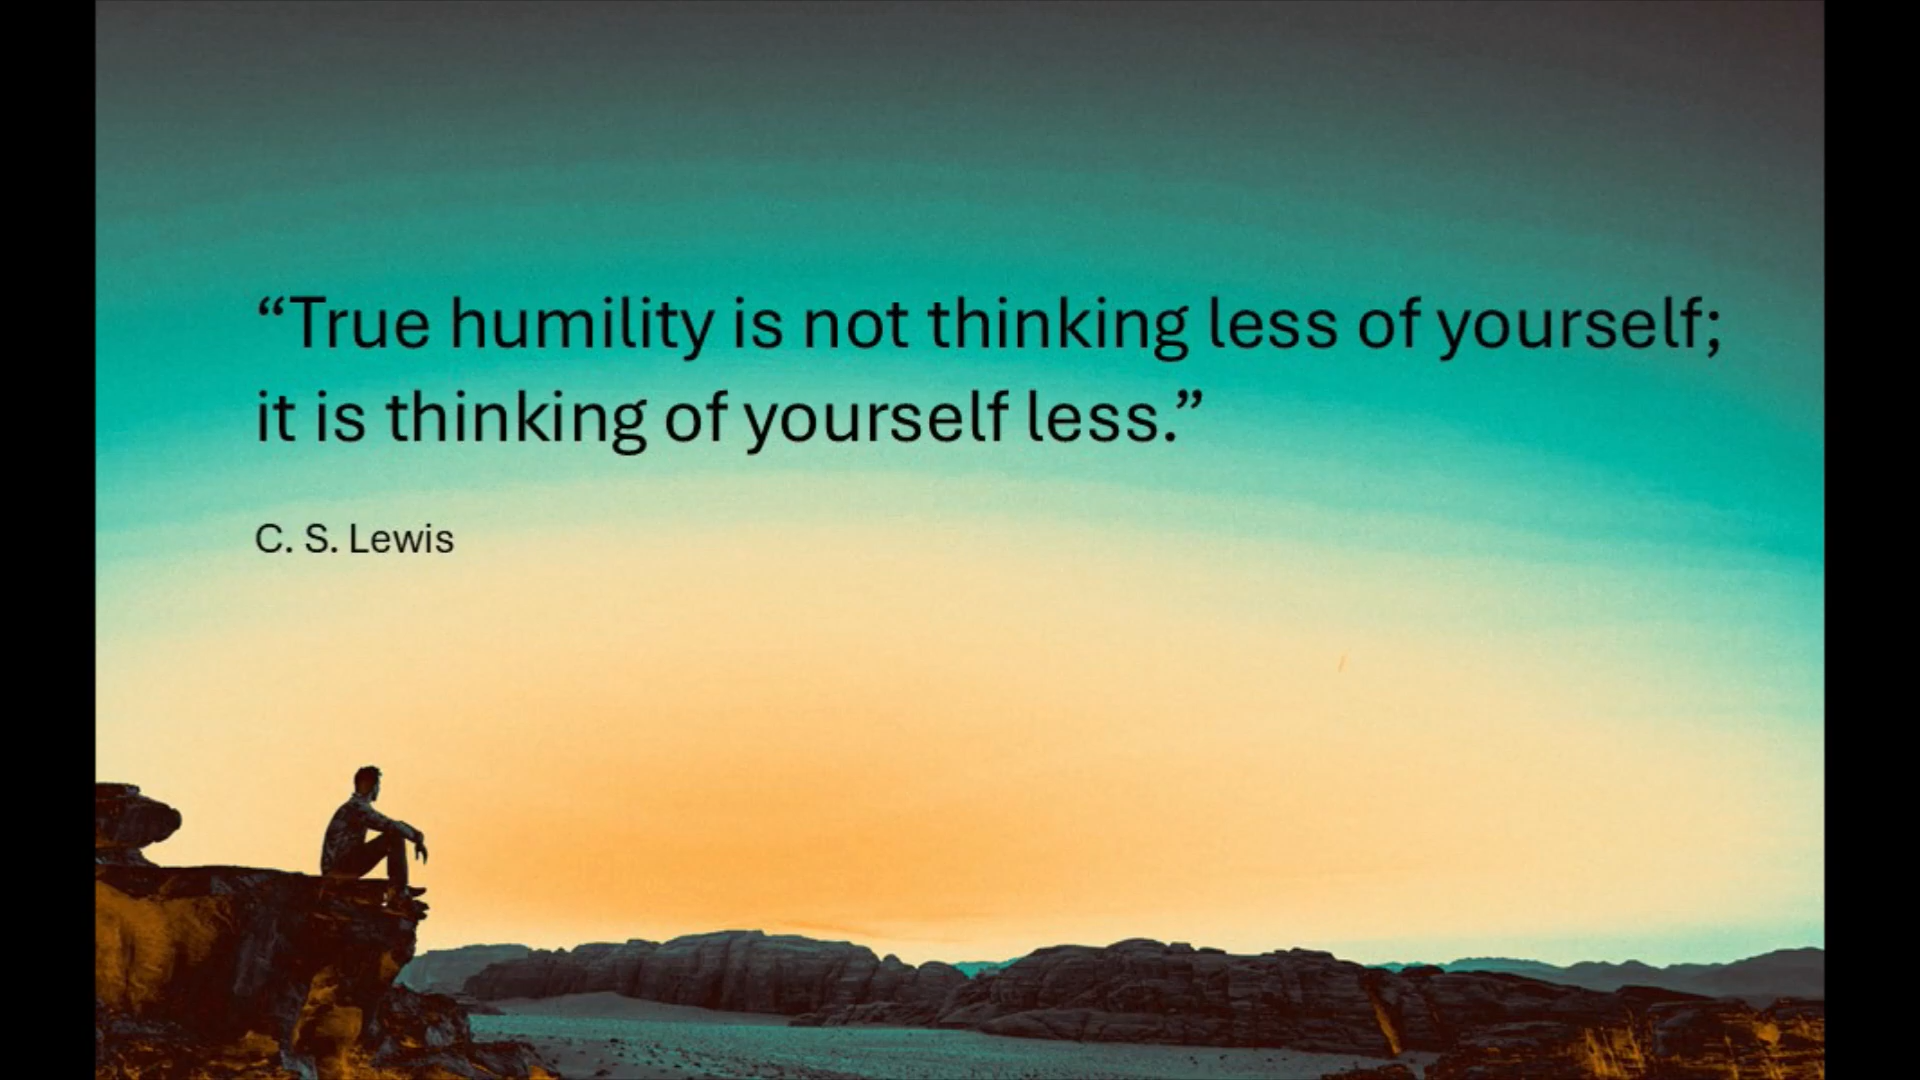 “True humility is not thinking less of yourself;
it is thinking of yourself less.”
C. S. Lewis